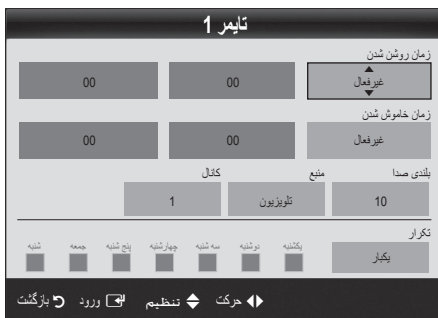 تایمر 1
زمان روشن شدن
غیرفعال 00 00
زمان خاموش شدن
غیرفعال 00 00
بلندی صدا منبع کانال
10 تلویزیون 1
تکرار
یکشنبه دوشنبه سه شنبه چهارشنبه پنج شنبه جمعه شنبه
یکبار
حرکت تنظیم ورود بازگشت